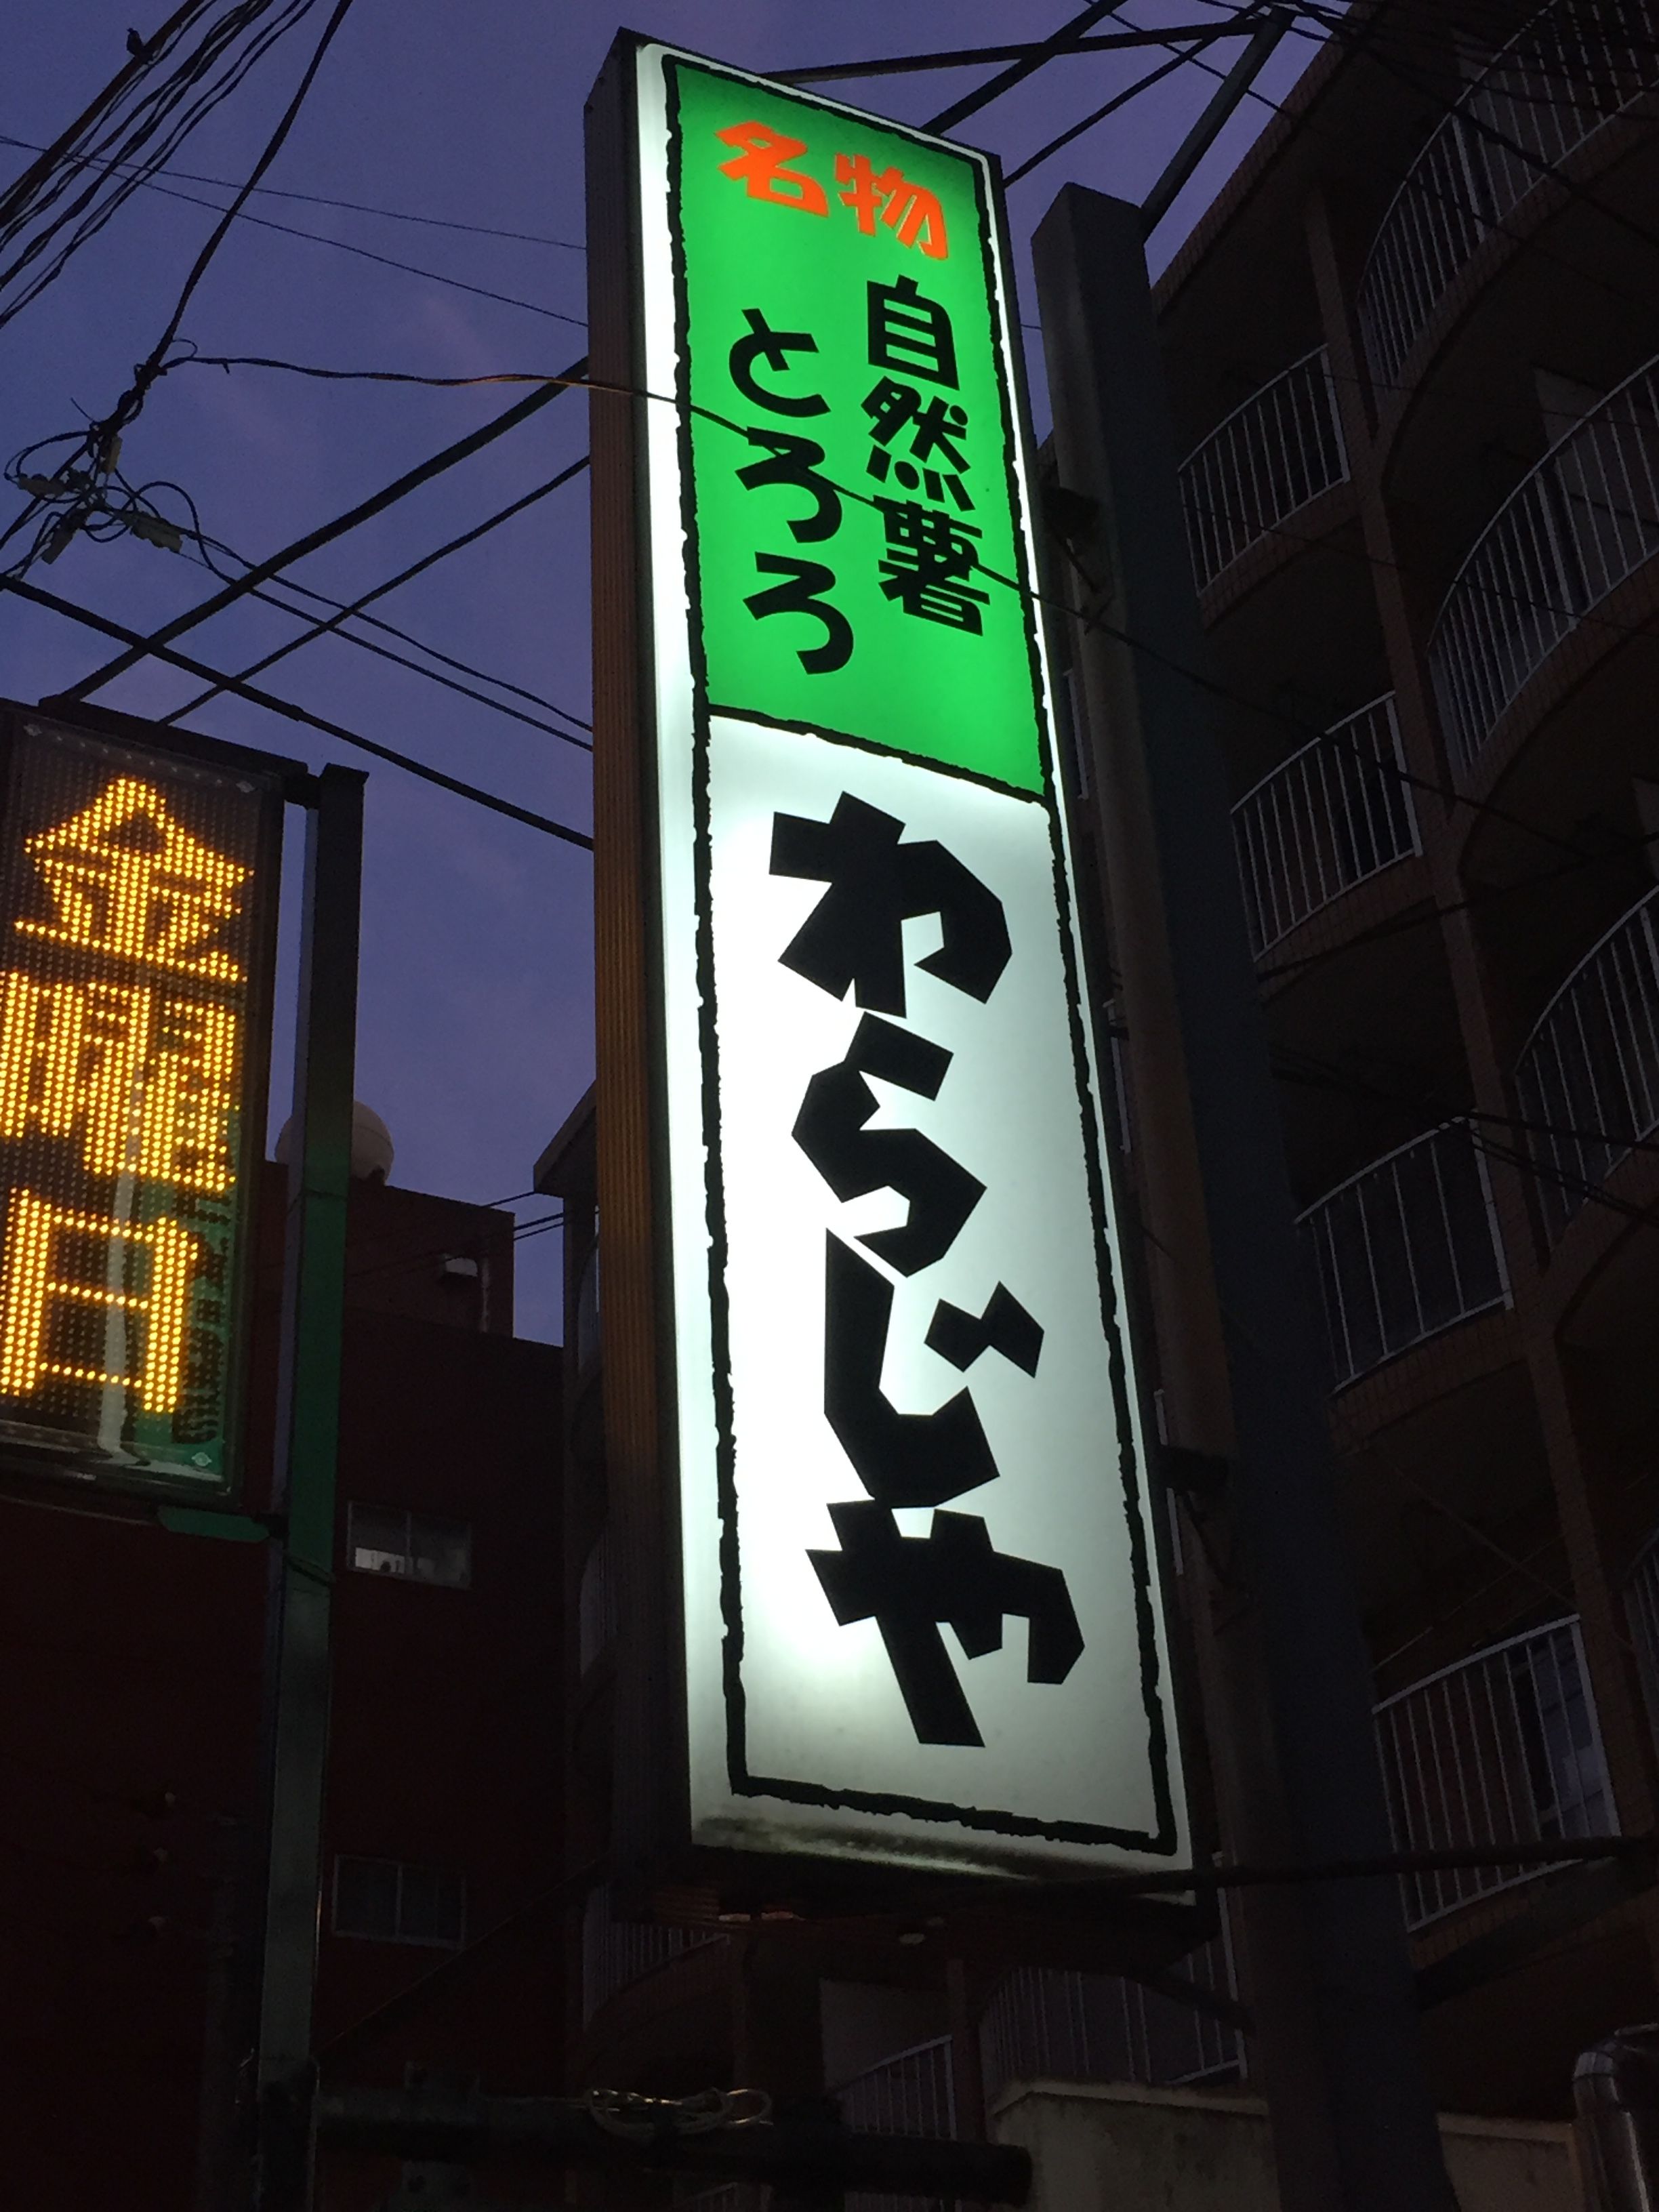 名物
自然薯
とろろ
わらじや
金曜日